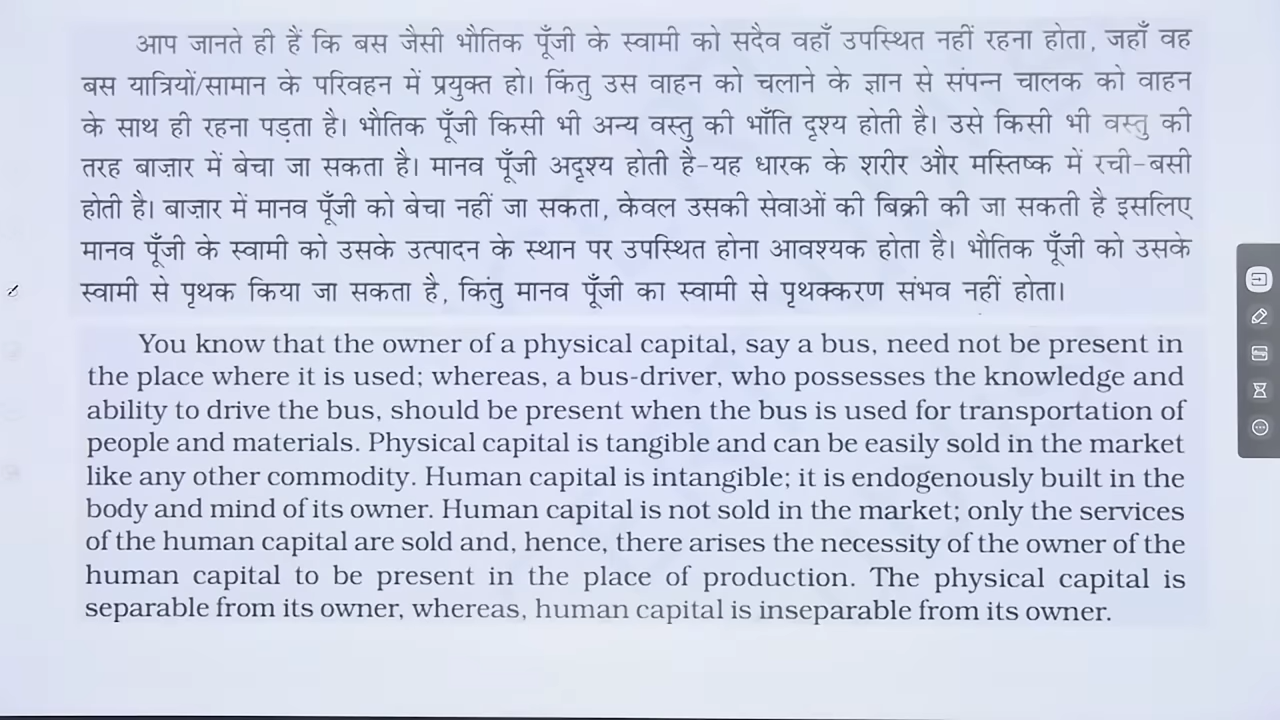 आप जानते ही हैं कि बस जैसी भौतिक पूँजी के स्वामी को सदैव वहाँ उपस्थित नहीं रहना होता, जहाँ वह
बस यात्रियों/सामान के परिवहन में प्रयुक्त हो। किंतु उस वाहन को चलाने के ज्ञान से संपन्न चालक को वाहन
के साथ ही रहना पड़ता है। भौतिक पूँजी किसी भी अन्य वस्तु की भाँति दृश्य होती है। उसे किसी भी वस्तु की
तरह बाज़ार में बेचा जा सकता है। मानव पूँजी अदृश्य होती है-यह धारक के शरीर और मस्तिष्क में रची-बसी
होती है। बाज़ार में मानव पूँजी को बेचा नहीं जा सकता, केवल उसकी सेवाओं की बिक्री की जा सकती है इसलिए
मानव पूँजी के स्वामी को उसके उत्पादन के स्थान पर उपस्थित होना आवश्यक होता है। भौतिक पूँजी को उसके
स्वामी से पृथक किया जा सकता है, किंतु मानव पूँजी का स्वामी से पृथक्करण संभव नहीं होता।
You know that the owner of a physical capital, say a bus, need not be present in
the place where it is used; whereas, a bus-driver, who possesses the knowledge and
ability to drive the bus, should be present when the bus is used for transportation of
people and materials. Physical capital is tangible and can be easily sold in the market
like any other commodity. Human capital is intangible; it is endogenously built in the
body and mind of its owner. Human capital is not sold in the market; only the services
of the human capital are sold and, hence, there arises the necessity of the owner of the
human capital to be present in the place of production. The physical capital is
separable from its owner, whereas, human capital is inseparable from its owner.